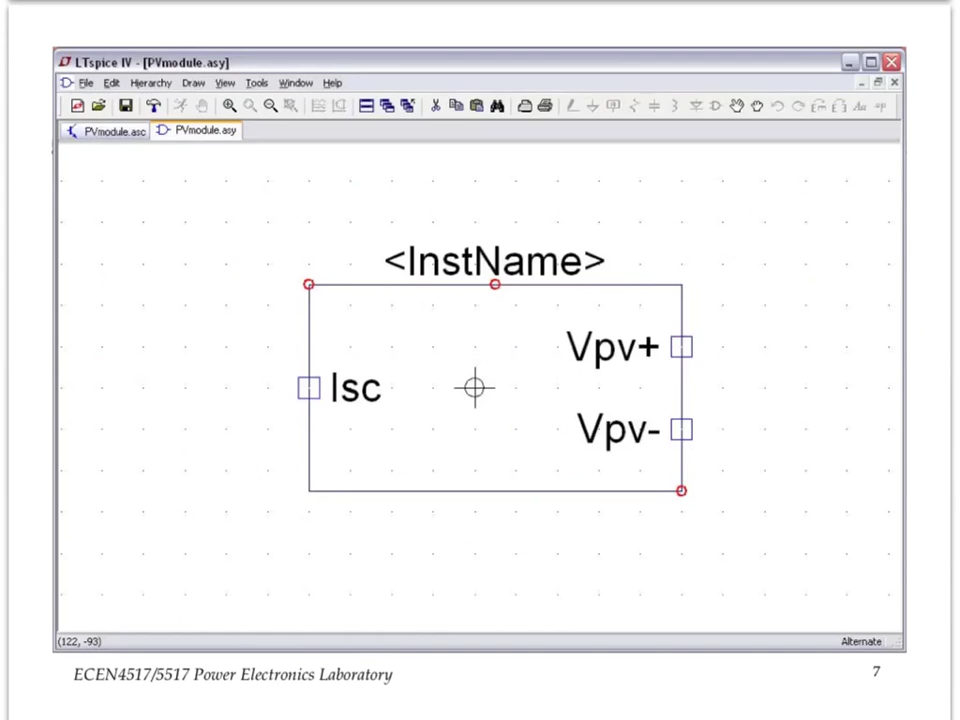 LTspice IV - [PVmodule.asy]
File Edit Hierarchy Draw View Tools Window Help
PVmodule.asc PVmodule.asy
<InstName>
Vpv+
Isc
Vpv-
(122, -93) Alternate
ECEN4517/5517 Power Electronics Laboratory 7